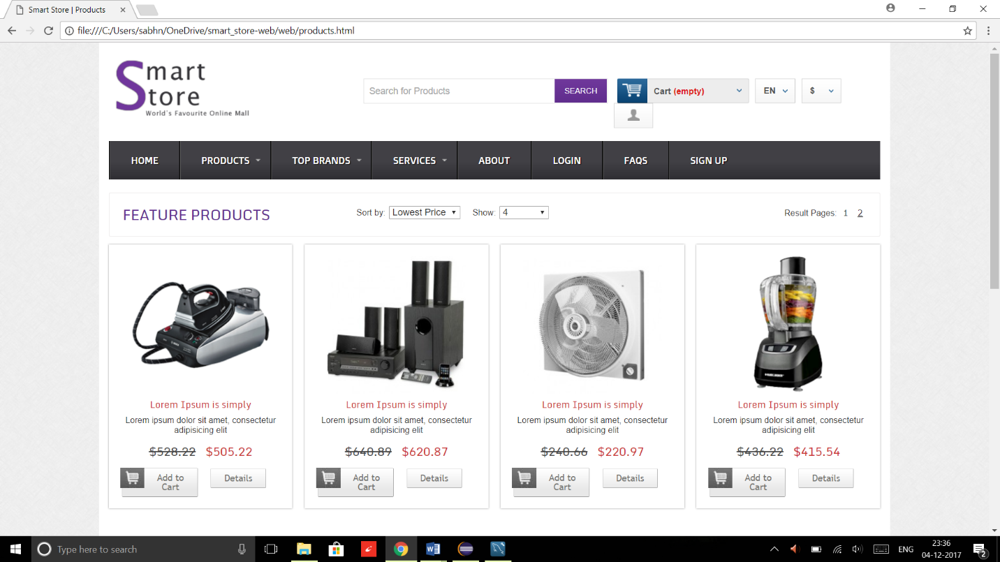 Smart Store | Products
file:///C:/Users/sabhn/OneDrive/smart_store-web/web/products.html
Smart
Store
World's Favourite Online Mall
Search for Products
SEARCH
Cart (empty)
EN
$
HOME
PRODUCTS
TOP BRANDS
SERVICES
ABOUT
LOGIN
FAQS
SIGN UP
FEATURE PRODUCTS
Sort by: Lowest Price
Show: 4
Result Pages: 1 2
Lorem Ipsum is simply
Lorem ipsum dolor sit amet, consectetur
adipisicing elit
$528.22 $505.22
Add to
Cart
Details
Lorem Ipsum is simply
Lorem ipsum dolor sit amet, consectetur
adipisicing elit
$640.89 $620.87
Add to
Cart
Details
Lorem Ipsum is simply
Lorem ipsum dolor sit amet, consectetur
adipisicing elit
$240.66 $220.97
Add to
Cart
Details
Lorem Ipsum is simply
Lorem ipsum dolor sit amet, consectetur
adipisicing elit
$436.22 $415.54
Add to
Cart
Details
Type here to search
ENG
23:36
04-12-2017
2